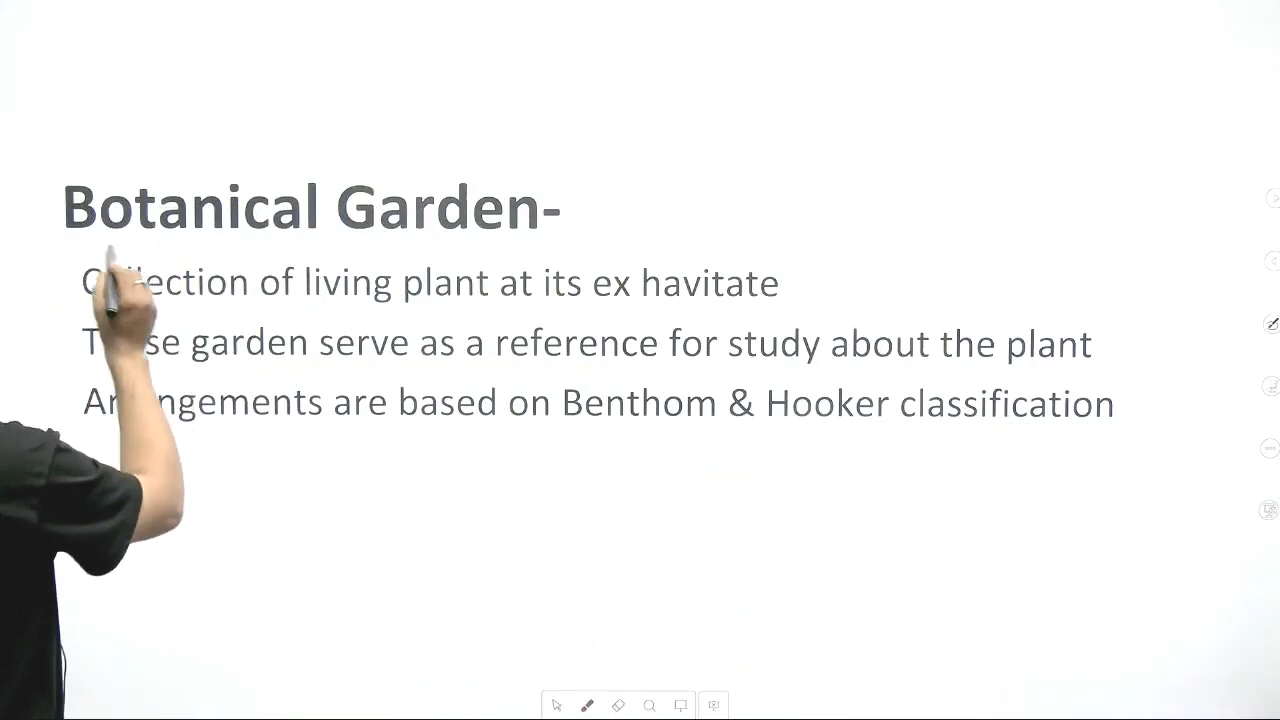 Botanical Garden-
Collection of living plant at its ex havitate
These garden serve as a reference for study about the plant
Arrangements are based on Benthom & Hooker classification